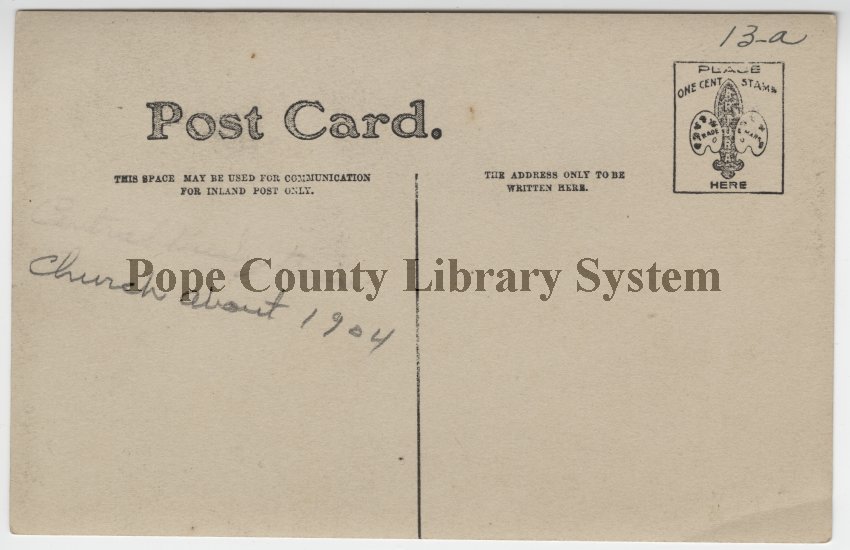 13-a
PLACE
ONE CENT STAMP
HERE
Post Card.
THIS SPACE MAY BE USED FOR COMMUNICATION
FOR INLAND POST ONLY.
THE ADDRESS ONLY TO BE
WRITTEN HERE.
Pope County Library System
Church about 1904